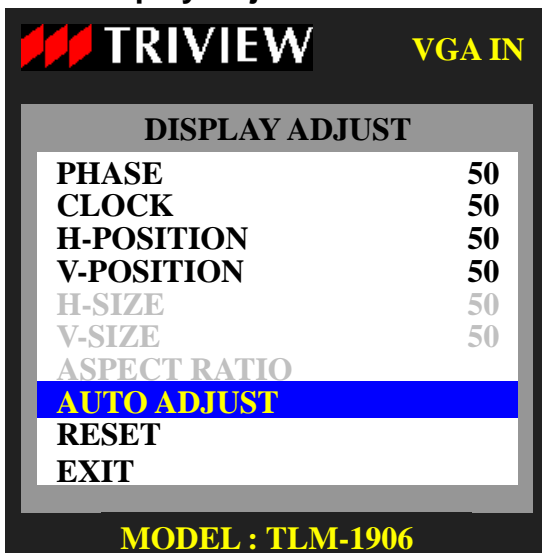 TRIVIEW VGA IN
DISPLAY ADJUST
PHASE 50
CLOCK 50
H-POSITION 50
V-POSITION 50
H-SIZE 50
V-SIZE 50
ASPECT RATIO
AUTO ADJUST
RESET
EXIT
MODEL : TLM-1906